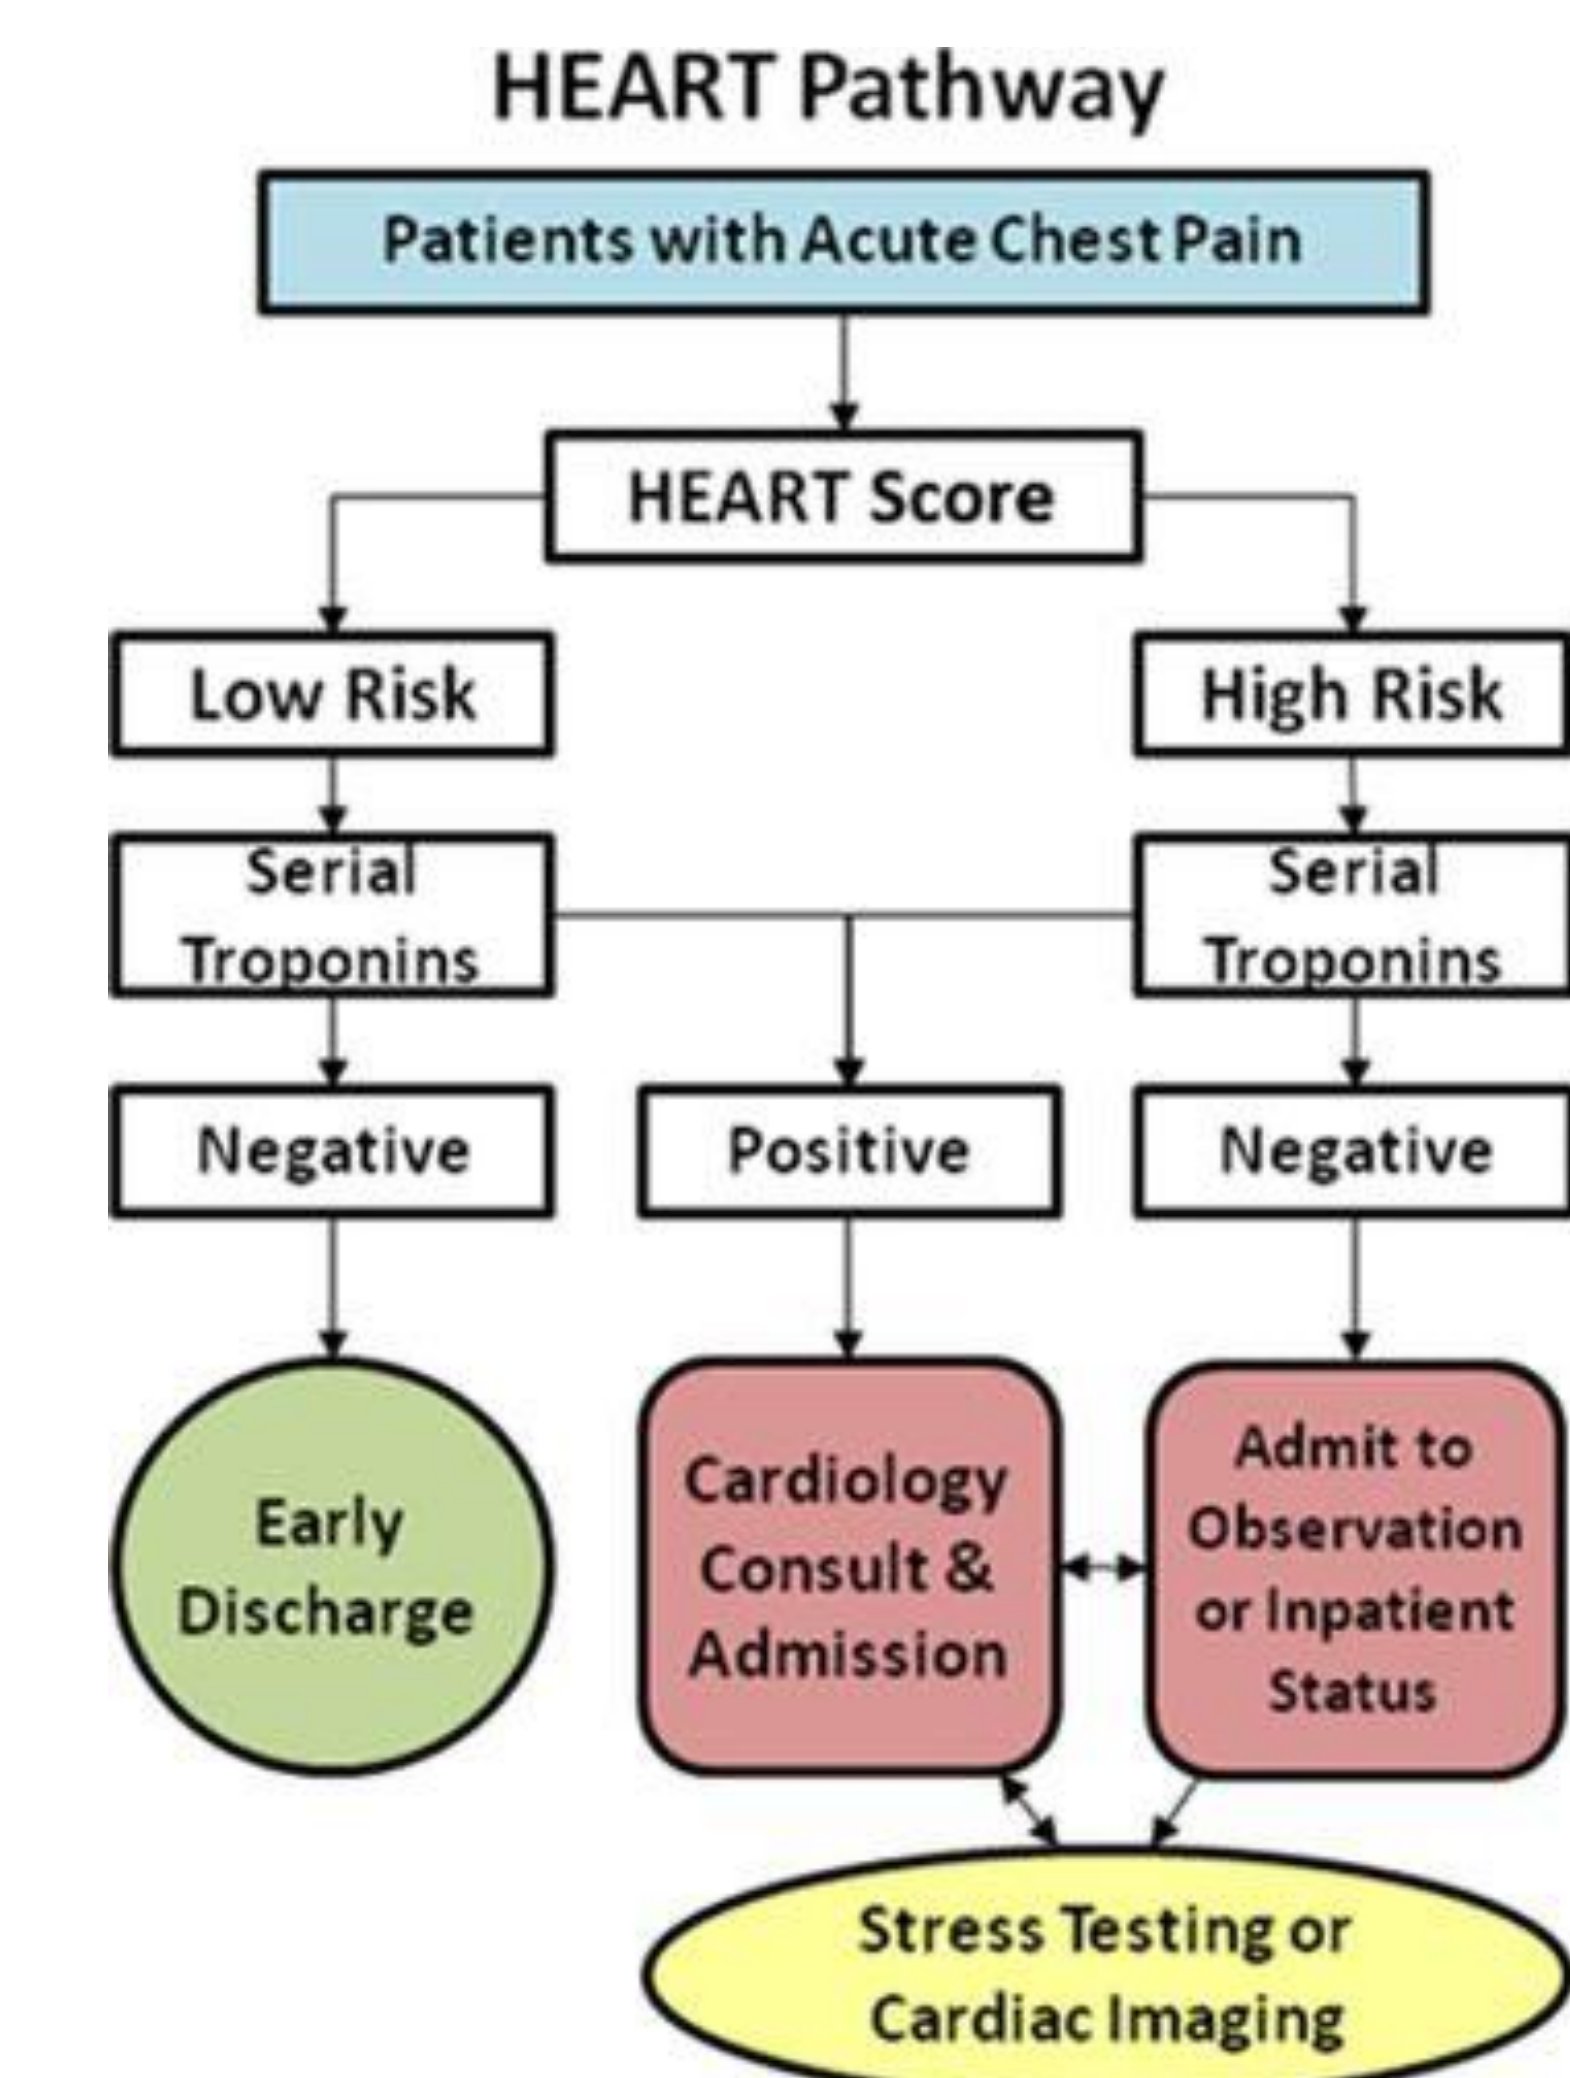 HEART Pathway
Patients with Acute Chest Pain
HEART Score
Low Risk
High Risk
Serial
Troponins
Serial
Troponins
Negative
Positive
Negative
Early
Discharge
Cardiology
Consult &
Admission
Admit to
Observation
or Inpatient
Status
Stress Testing or
Cardiac Imaging